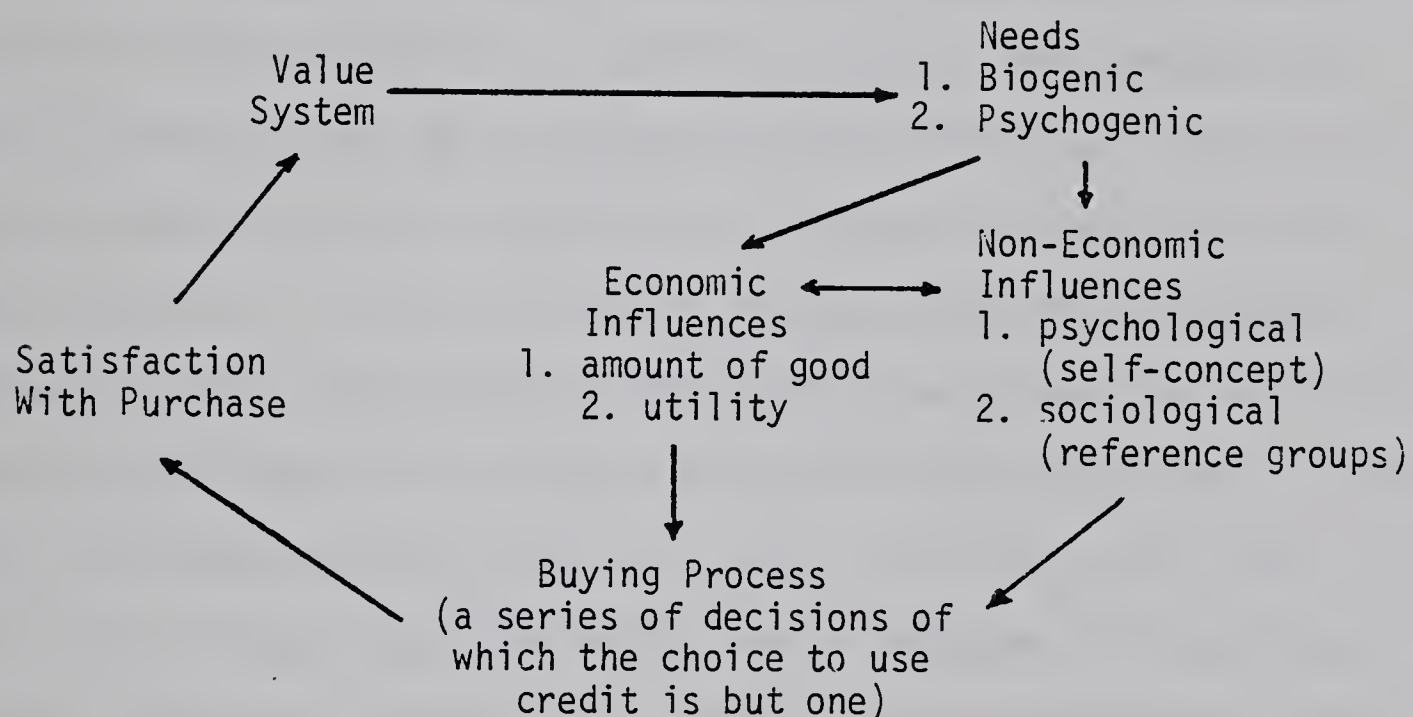 Value
System
Needs
1. Biogenic
2. Psychogenic
Economic
Influences
1. amount of good
2. utility
Non-Economic
Influences
1. psychological
(self-concept)
2. sociological
(reference groups)
Satisfaction
With Purchase
Buying Process
(a series of decisions of
which the choice to use
credit is but one)